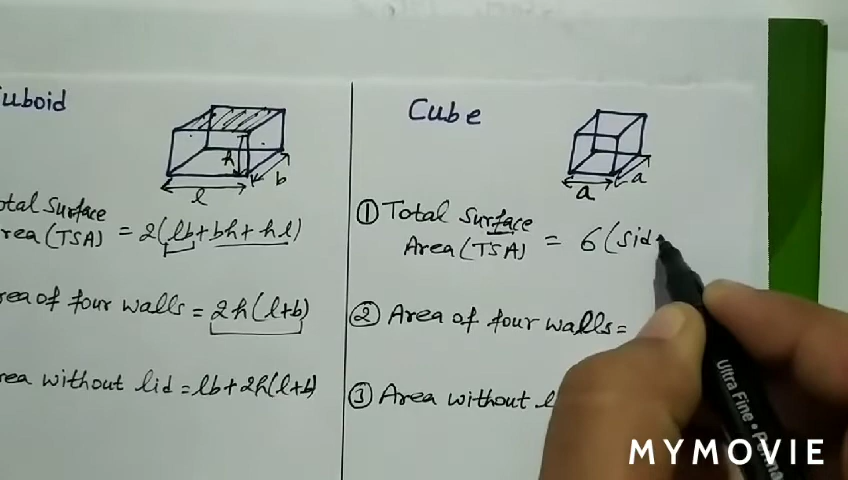 uboid
h
b
l
otal Surface
rea (TSA) = 2(lb+bh+hl)
rea of four walls = 2h(l+b)
rea without lid = lb+2h(l+b)
Cube
a
a
① Total Surface
Area (TSA) = 6(sid
② Area of four walls =
③ Area without l
Ultra Fine •
MYMOVIE